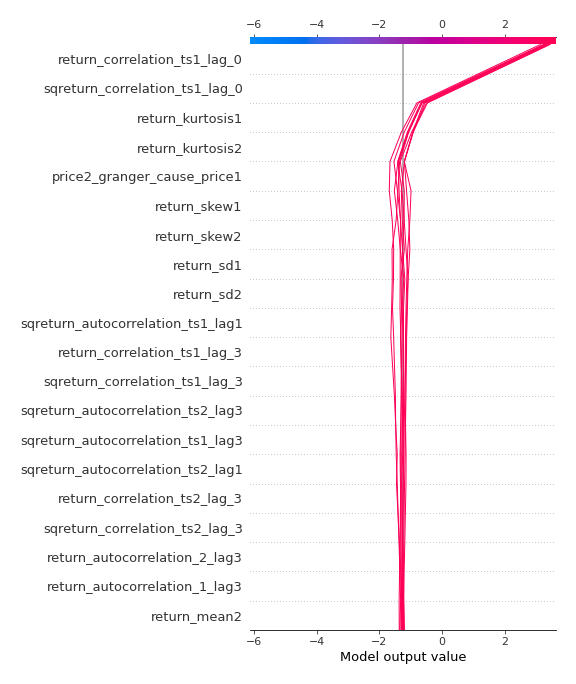 −6 −4 −2 0 2
return_correlation_ts1_lag_0
sqreturn_correlation_ts1_lag_0
return_kurtosis1
return_kurtosis2
price2_granger_cause_price1
return_skew1
return_skew2
return_sd1
return_sd2
sqreturn_autocorrelation_ts1_lag1
return_correlation_ts1_lag_3
sqreturn_correlation_ts1_lag_3
sqreturn_autocorrelation_ts2_lag3
sqreturn_autocorrelation_ts1_lag3
sqreturn_autocorrelation_ts2_lag1
return_correlation_ts2_lag_3
sqreturn_correlation_ts2_lag_3
return_autocorrelation_2_lag3
return_autocorrelation_1_lag3
return_mean2
−6 −4 −2 0 2
Model output value